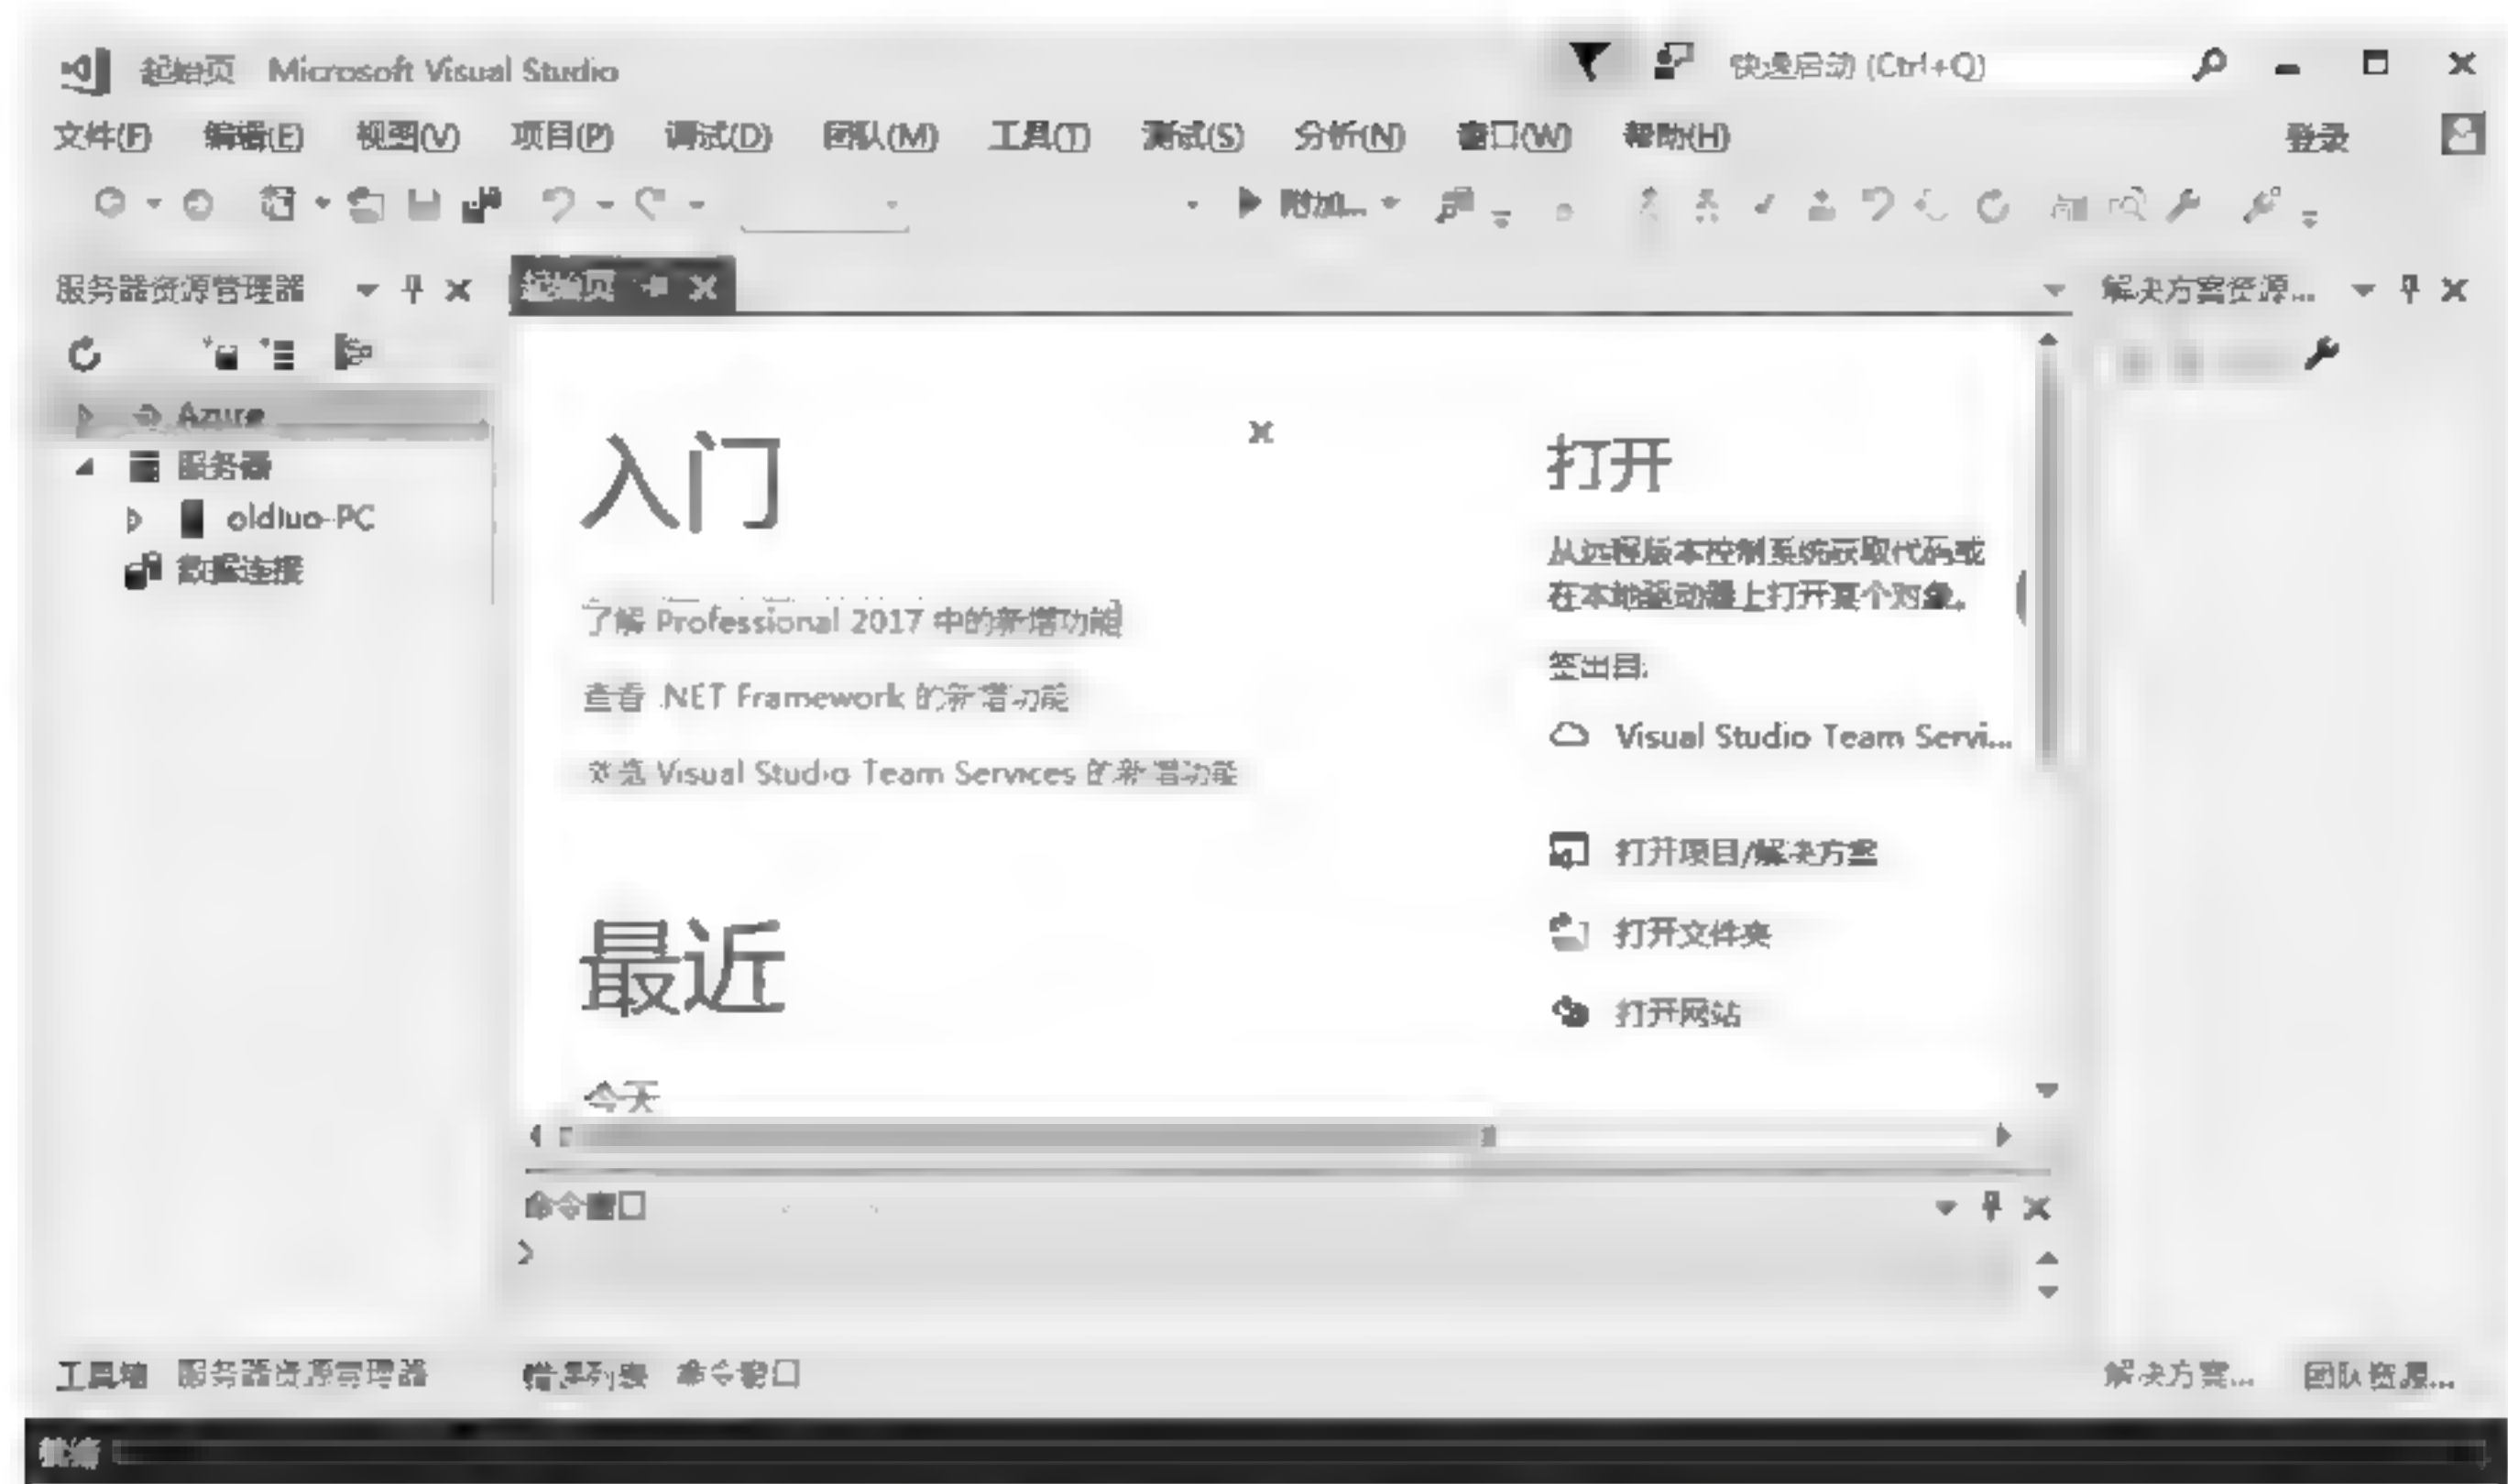 起始页 Microsoft Visual Studio 快速启动 (Ctrl+Q)
文件(F) 编辑(E) 视图(V) 项目(P) 调试(D) 团队(M) 工具(T) 测试(S) 分析(N) 窗口(W) 帮助(H) 登录
附加...
服务器资源管理器 起始页 解决方案资源...
Azure
服务器
oldluo-PC
数据连接
入门
了解 Professional 2017 中的新增功能
查看 .NET Framework 的新增功能
浏览 Visual Studio Team Services 的新增功能
最近
今天
打开
从远程版本控制系统获取代码或
在本地驱动器上打开某个对象。
签出自:
Visual Studio Team Servi...
打开项目/解决方案
打开文件夹
打开网站
命令窗口
>
工具箱 服务器资源管理器 错误列表 命令窗口 解决方案... 团队资源...
就绪